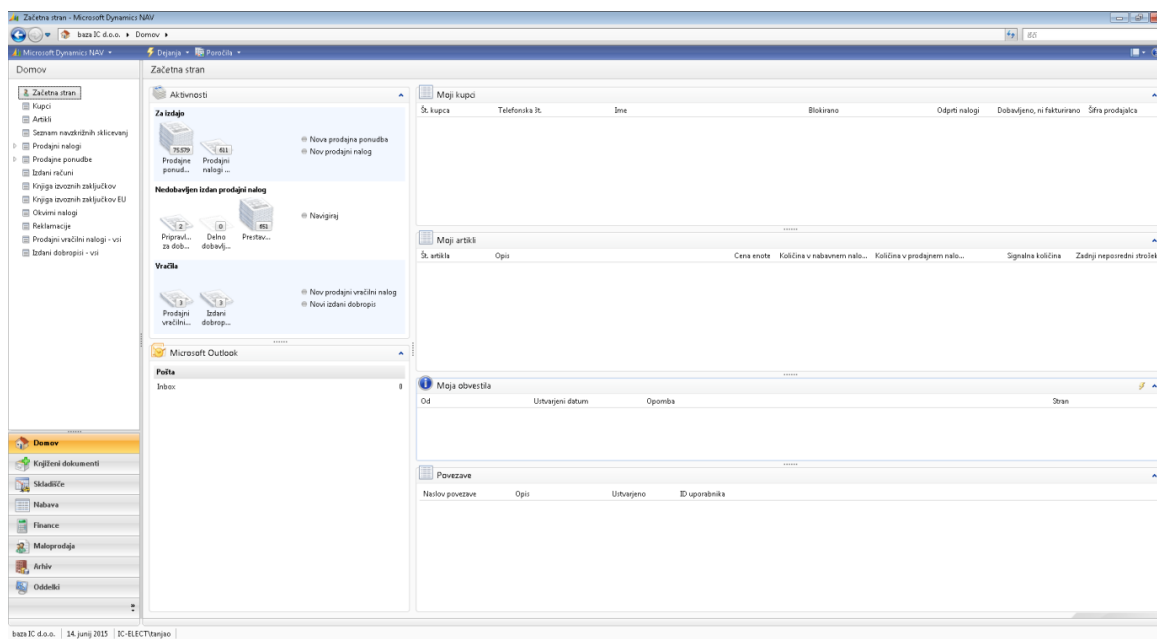 Začetna stran - Microsoft Dynamics NAV
baza IC d.o.o. Domov
Microsoft Dynamics NAV
Dejanja Poročila
Domov
Začetna stran
Začetna stran
Kupci
Artikli
Seznam navzkrižnih sklicevanj
Prodajni nalogi
Prodajne ponudbe
Izdani računi
Knjiga izvoznih zaključkov
Knjiga izvoznih zaključkov EU
Okvirni nalogi
Reklamacije
Prodajni vračilni nalogi - vsi
Izdani dobropisi - vsi
Domov
Knjiženi dokumenti
Skladišče
Nabava
Finance
Maloprodaja
Arhiv
Oddelki
Aktivnosti
Za izdajo
75.579 611
Prodajne ponud...
Prodajni nalogi ...
Nova prodajna ponudba
Nov prodajni nalog
Nedobavljen izdan prodajni nalog
2 0 851
Pripravl... za dob...
Delno dobavlj...
Prestav...
Navigiraj
Vračila
3 3
Prodajni vračilni...
Izdani dobrop...
Nov prodajni vračilni nalog
Novi izdani dobropis
Microsoft Outlook
Pošta
Inbox 0
Moji kupci
Št. kupca Telefonska št. Ime Blokirano Odprti nalogi Dobavljeno, ni fakturirano Šifra prodajalca
Moji artikli
Št. artikla Opis Cena enote Količina v nabavnem nalo... Količina v prodajnem nalo... Signalna količina Zadnji neposredni strošek
Moja obvestila
Od Ustvarjeni datum Opomba Stran
Povezave
Naslov povezave Opis Ustvarjeno ID uporabnika
baza IC d.o.o. 14. junij 2015 IC-ELECT\tanjao